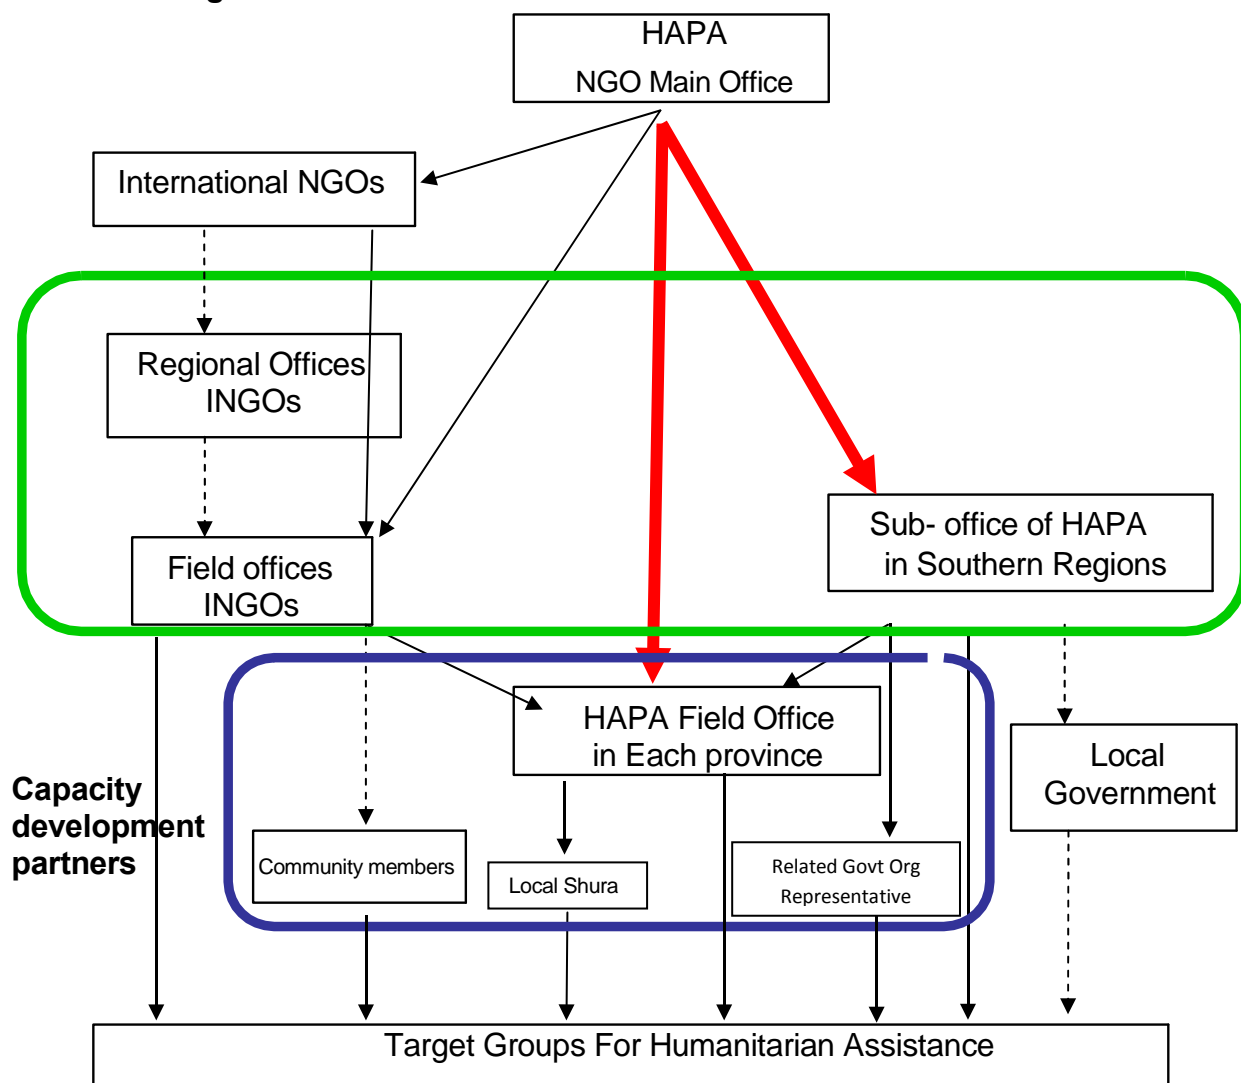 HAPA
NGO Main Office
International NGOs
Regional Offices
INGOs
Sub- office of HAPA
in Southern Regions
Field offices
INGOs
HAPA Field Office
in Each province
Local
Government
Capacity
development
partners
Community members
Local Shura
Related Govt Org
Representative
Target Groups For Humanitarian Assistance